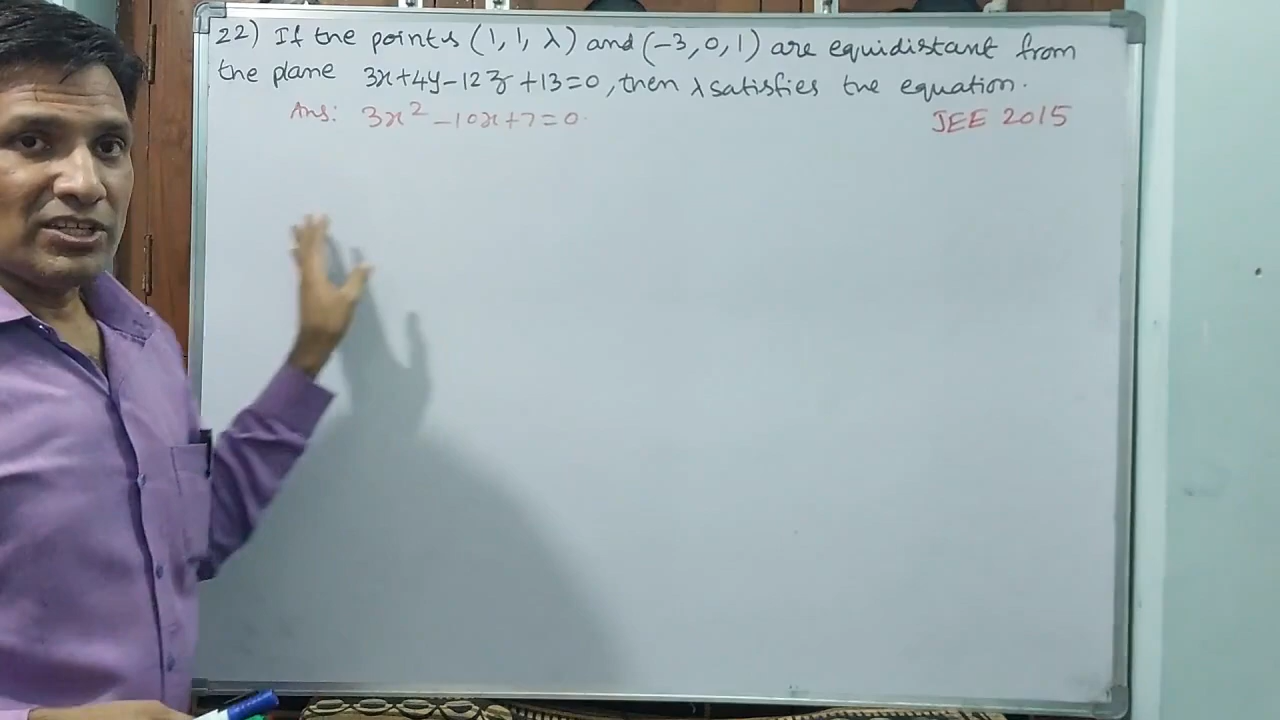 22) If the points (1, 1, λ) and (-3, 0, 1) are equidistant from
the plane 3x+4y-12z+13=0, then λ satisfies the equation.
Ans: 3x²-10x+7=0.
JEE 2015